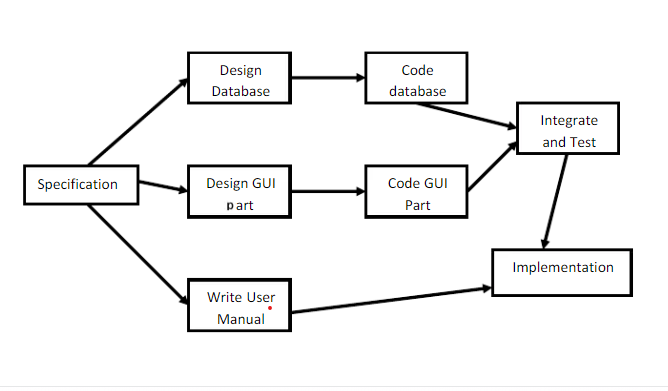 Design
Database
Code
database
Integrate
and Test
Specification
Design GUI
part
Code GUI
Part
Implementation
Write User
Manual